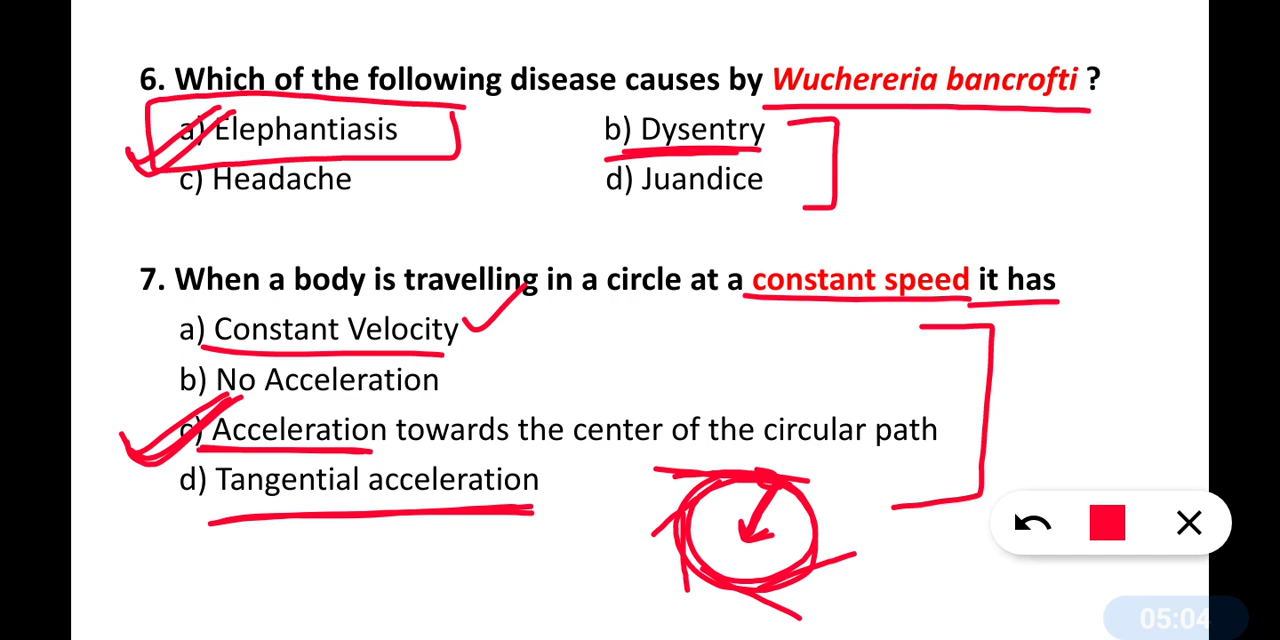 6. Which of the following disease causes by Wuchereria bancrofti ?
a) Elephantiasis b) Dysentry
c) Headache d) Juandice
7. When a body is travelling in a circle at a constant speed it has
a) Constant Velocity
b) No Acceleration
c) Acceleration towards the center of the circular path
d) Tangential acceleration
05:04